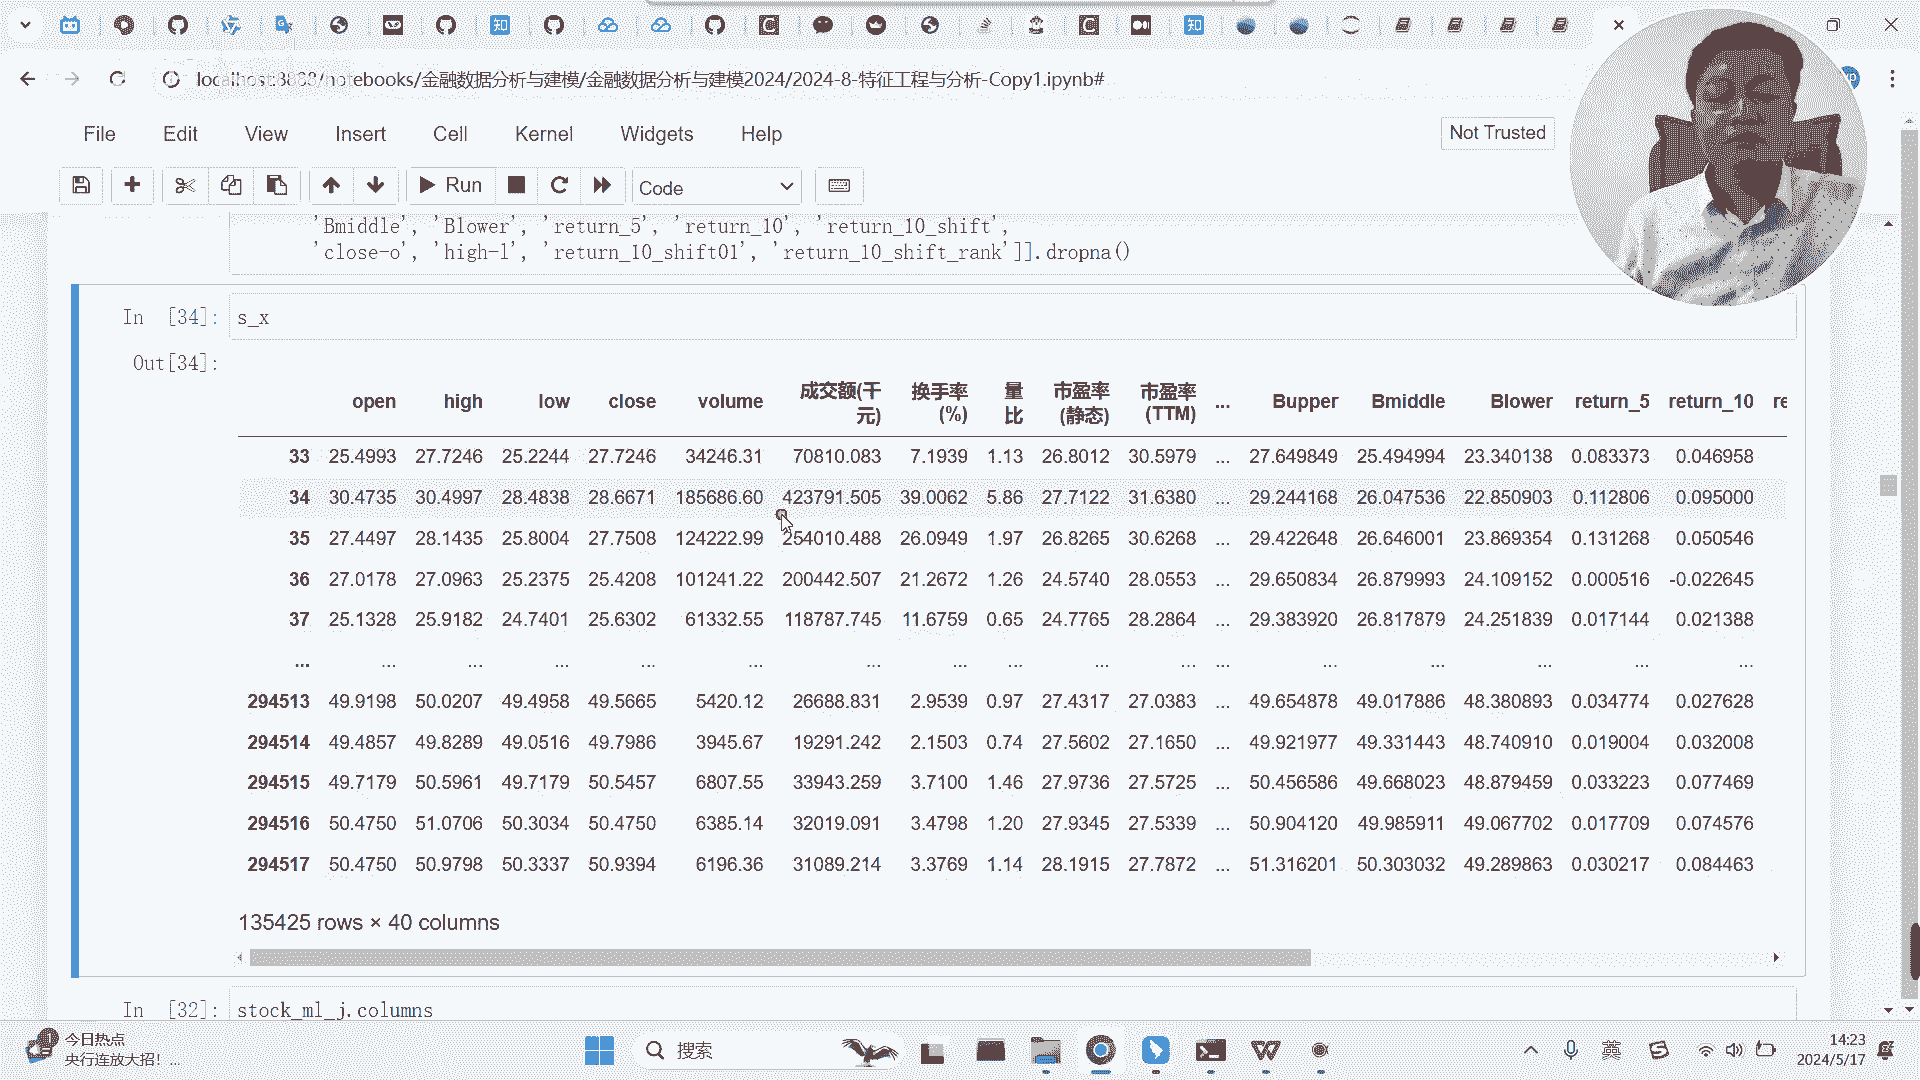 localhost:8888/notebooks/金融数据分析与建模/金融数据分析与建模2024/2024-8-特征工程与分析-Copy1.ipynb#
File Edit View Insert Cell Kernel Widgets Help
Not Trusted
Run Code
'Bmiddle', 'Blower', 'return_5', 'return_10', 'return_10_shift',
'close-o', 'high-l', 'return_10_shift01', 'return_10_shift_rank']].dropna()
In [34]: s_x
Out[34]:
open high low close volume 成交额(千元) 换手率(%) 量比 市盈率(静态) 市盈率(TTM) ... Bupper Bmiddle Blower return_5 return_10 re
33 25.4993 27.7246 25.2244 27.7246 34246.31 70810.083 7.1939 1.13 26.8012 30.5979 ... 27.649849 25.494994 23.340138 0.083373 0.046958
34 30.4735 30.4997 28.4838 28.6671 185686.60 423791.505 39.0062 5.86 27.7122 31.6380 ... 29.244168 26.047536 22.850903 0.112806 0.095000
35 27.4497 28.1435 25.8004 27.7508 124222.99 254010.488 26.0949 1.97 26.8265 30.6268 ... 29.422648 26.646001 23.869354 0.131268 0.050546
36 27.0178 27.0963 25.2375 25.4208 101241.22 200442.507 21.2672 1.26 24.5740 28.0553 ... 29.650834 26.879993 24.109152 0.000516 -0.022645
37 25.1328 25.9182 24.7401 25.6302 61332.55 118787.745 11.6759 0.65 24.7765 28.2864 ... 29.383920 26.817879 24.251839 0.017144 0.021388
... ... ... ... ... ... ... ... ... ... ... ... ... ... ... ... ...
294513 49.9198 50.0207 49.4958 49.5665 5420.12 26688.831 2.9539 0.97 27.4317 27.0383 ... 49.654878 49.017886 48.380893 0.034774 0.027628
294514 49.4857 49.8289 49.0516 49.7986 3945.67 19291.242 2.1503 0.74 27.5602 27.1650 ... 49.921977 49.331443 48.740910 0.019004 0.032008
294515 49.7179 50.5961 49.7179 50.5457 6807.55 33943.259 3.7100 1.46 27.9736 27.5725 ... 50.456586 49.668023 48.879459 0.033223 0.077469
294516 50.4750 51.0706 50.3034 50.4750 6385.14 32019.091 3.4798 1.20 27.9345 27.5339 ... 50.904120 49.985911 49.067702 0.017709 0.074576
294517 50.4750 50.9798 50.3337 50.9394 6196.36 31089.214 3.3769 1.14 28.1915 27.7872 ... 51.316201 50.303032 49.289863 0.030217 0.084463
135425 rows × 40 columns
In [32]: stock_ml_j.columns
今日热点
央行连放大招！...
搜索
英
14:23
2024/5/17